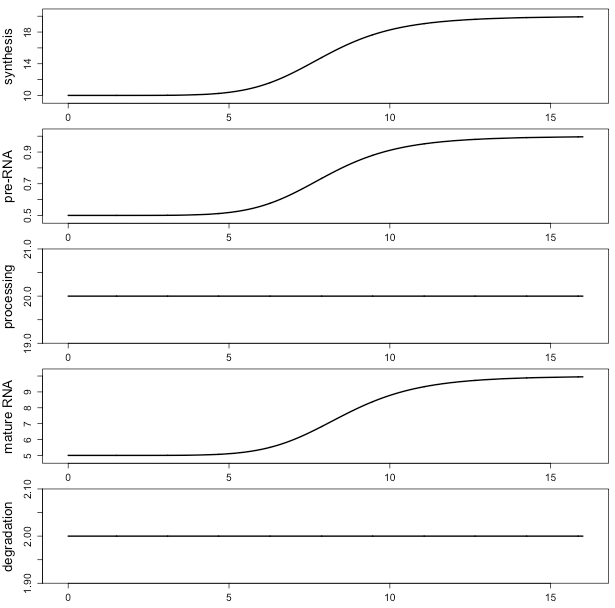 synthesis
10 14 18
0 5 10 15
pre-RNA
0.5 0.7 0.9
0 5 10 15
processing
19.0 20.0 21.0
0 5 10 15
mature RNA
5 6 7 8 9
0 5 10 15
degradation
1.90 2.00 2.10
0 5 10 15